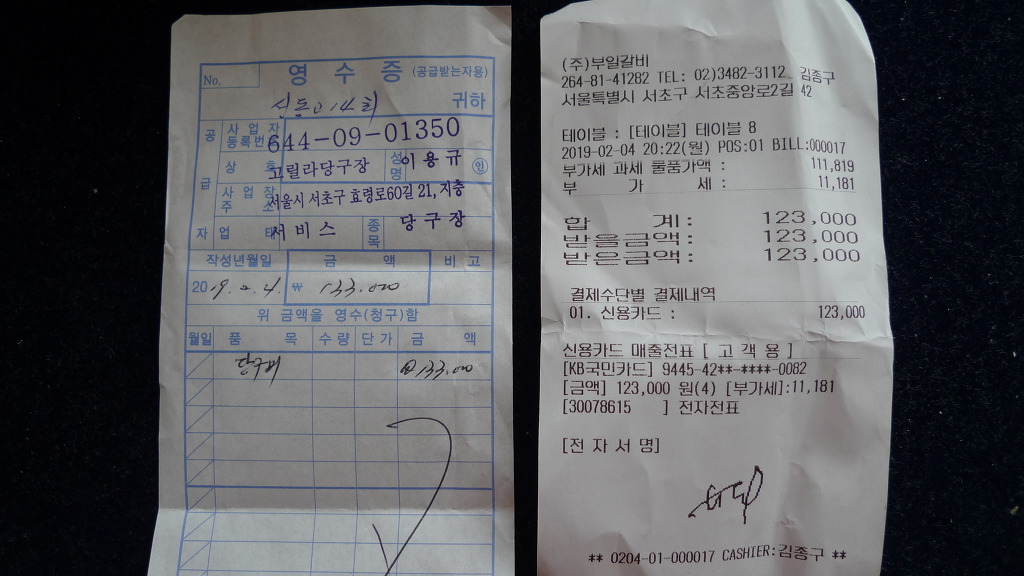 No.
영 수 증 (공급받는자용)
귀하
공 급 자
사업자 등록번호 644-09-01350
상 호 고릴라당구장 성명 이용규 인
사업장 주소 서울시 서초구 효령로60길 21, 지층
업태 서비스 종목 당구장
작성년월일 금 액 비 고
2019. 2. 4. ₩ 133,000
위 금액을 영수(청구)함
월일 품 목 수량 단가 금 액
당구비 133,000
(주)부일갈비
264-81-41282 TEL: 02)3482-3112 김종구
서울특별시 서초구 서초중앙로2길 42
테이블 : [테이블] 테이블 8
2019-02-04 20:22(월) POS:01 BILL:000017
부가세 과세 물품가액 : 111,819
부 가 세 : 11,181
합 계: 123,000
받을금액: 123,000
받을금액: 123,000
결제수단별 결제내역
01. 신용카드 : 123,000
신용카드 매출전표 [ 고 객 용 ]
[KB국민카드] 9445-42**-****-0082
[금액] 123,000 원(4) [부가세]:11,181
[30078615 ] 전자전표
[전 자 서 명]
** 0204-01-000017 CASHIER:김종구 **